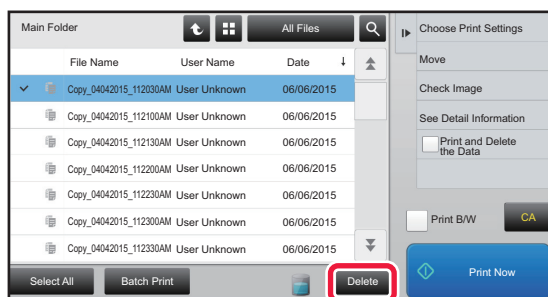 Main Folder
All Files
File Name User Name Date
Copy_04042015_112030AM User Unknown 06/06/2015
Copy_04042015_112100AM User Unknown 06/06/2015
Copy_04042015_112130AM User Unknown 06/06/2015
Copy_04042015_112200AM User Unknown 06/06/2015
Copy_04042015_112230AM User Unknown 06/06/2015
Copy_04042015_112300AM User Unknown 06/06/2015
Copy_04042015_112330AM User Unknown 06/06/2015
Select All Batch Print Delete
Choose Print Settings
Move
Check Image
See Detail Information
Print and Delete
the Data
Print B/W CA
Print Now